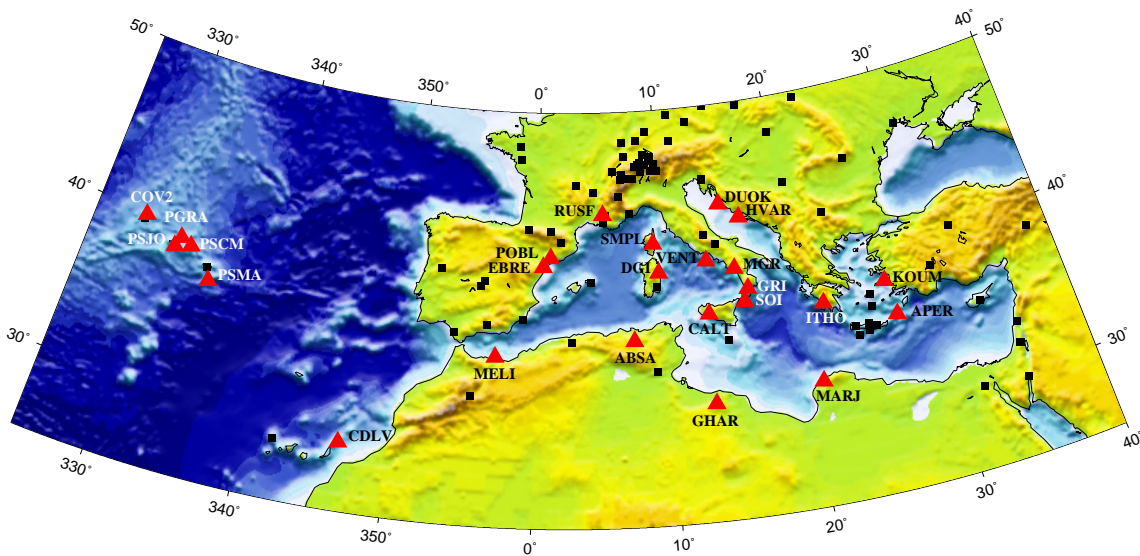 50°
330°
340°
350°
0°
10°
20°
30°
40°
50°
40°
40°
COV2
PGRA
PSJO
PSCM
PSMA
RUSF
DUOK
HVAR
SMPL
POBL
EBRE
DGI
VENT
MGR
GRI
SOI
KOUM
APER
ITHO
CALT
ABSA
MELI
MARJ
GHAR
CDLV
30°
30°
330°
340°
350°
0°
10°
20°
30°
40°